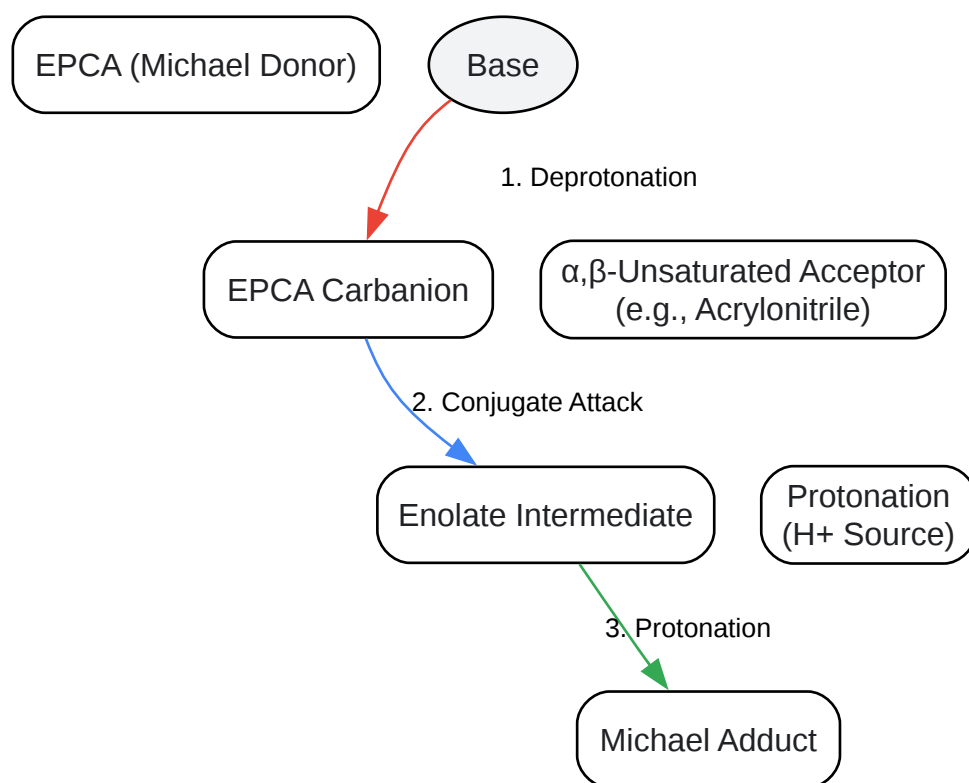 EPCA (Michael Donor)
Base
1. Deprotonation
EPCA Carbanion
α,β-Unsaturated Acceptor
(e.g., Acrylonitrile)
2. Conjugate Attack
Enolate Intermediate
Protonation
(H+ Source)
3. Protonation
Michael Adduct